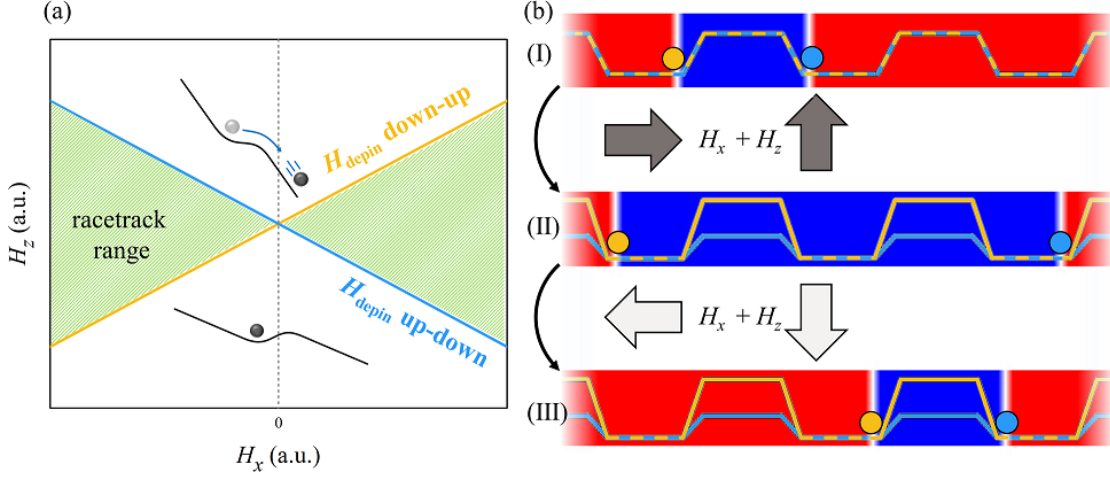 (a)
H_depin down-up
racetrack
range
H_depin up-down
H_z (a.u.)
0
H_x (a.u.)
(b)
(I)
H_x + H_z
(II)
H_x + H_z
(III)